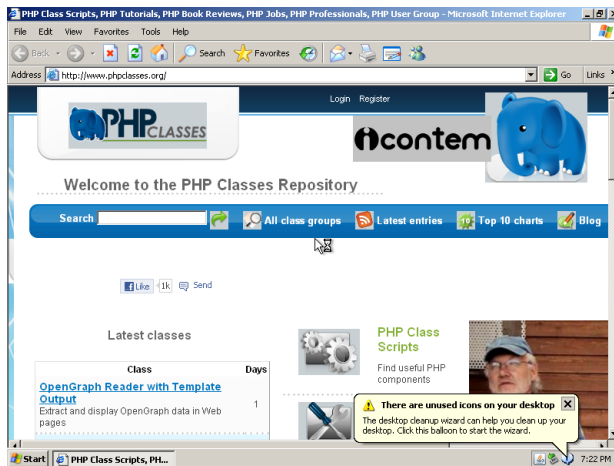 PHP Class Scripts, PHP Tutorials, PHP Book Reviews, PHP Jobs, PHP Professionals, PHP User Group - Microsoft Internet Explorer
File Edit View Favorites Tools Help
Back Search Favorites
Address http://www.phpclasses.org/ Go Links
Login Register
PHP CLASSES
icontem
Welcome to the PHP Classes Repository
Search All class groups Latest entries 10 Top 10 charts Blog
Like 1k Send
Latest classes
PHP Class
Scripts
Find useful PHP
components
Class Days
OpenGraph Reader with Template
Output
Extract and display OpenGraph data in Web
pages
1
There are unused icons on your desktop
The desktop cleanup wizard can help you clean up your
desktop. Click this balloon to start the wizard.
Start PHP Class Scripts, PH... 7:22 PM